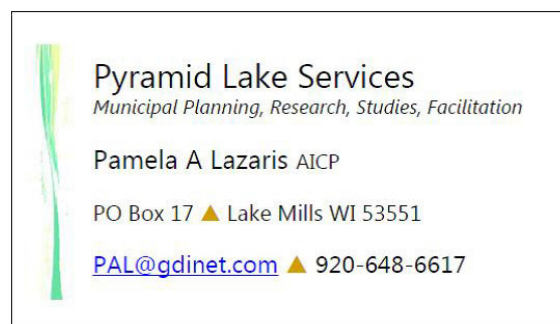 Pyramid Lake Services
Municipal Planning, Research, Studies, Facilitation
Pamela A Lazaris AICP
PO Box 17 ▲ Lake Mills WI 53551
PAL@gdinet.com ▲ 920-648-6617